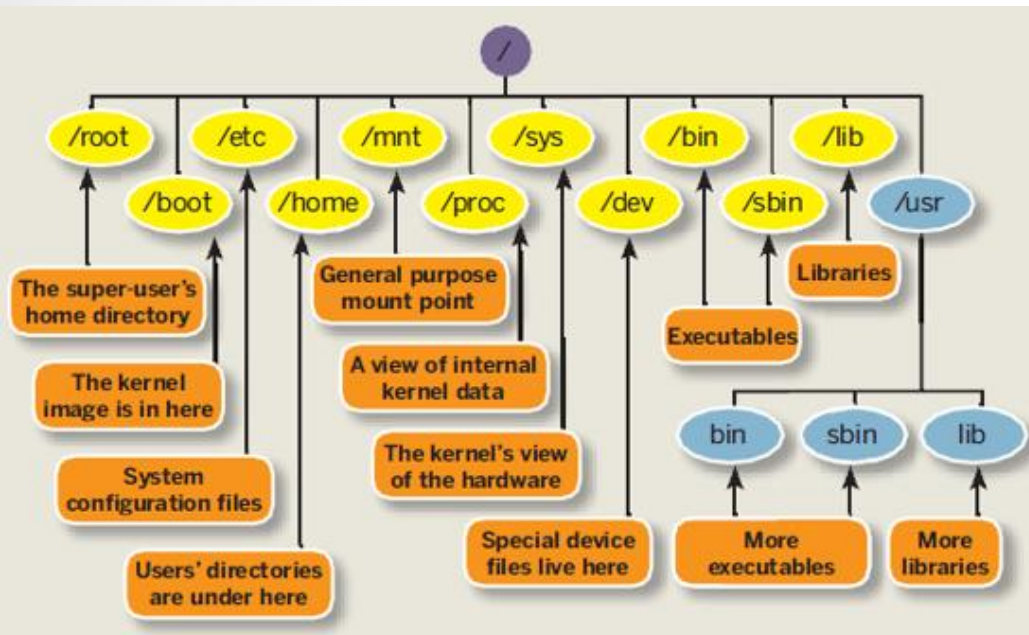 /
/root
/etc
/mnt
/sys
/bin
/lib
/boot
/home
/proc
/dev
/sbin
/usr
The super-user's
home directory
General purpose
mount point
Libraries
Executables
The kernel
image is in here
A view of internal
kernel data
bin
sbin
lib
The kernel's view
of the hardware
System
configuration files
Special device
files live here
More
executables
More
libraries
Users' directories
are under here